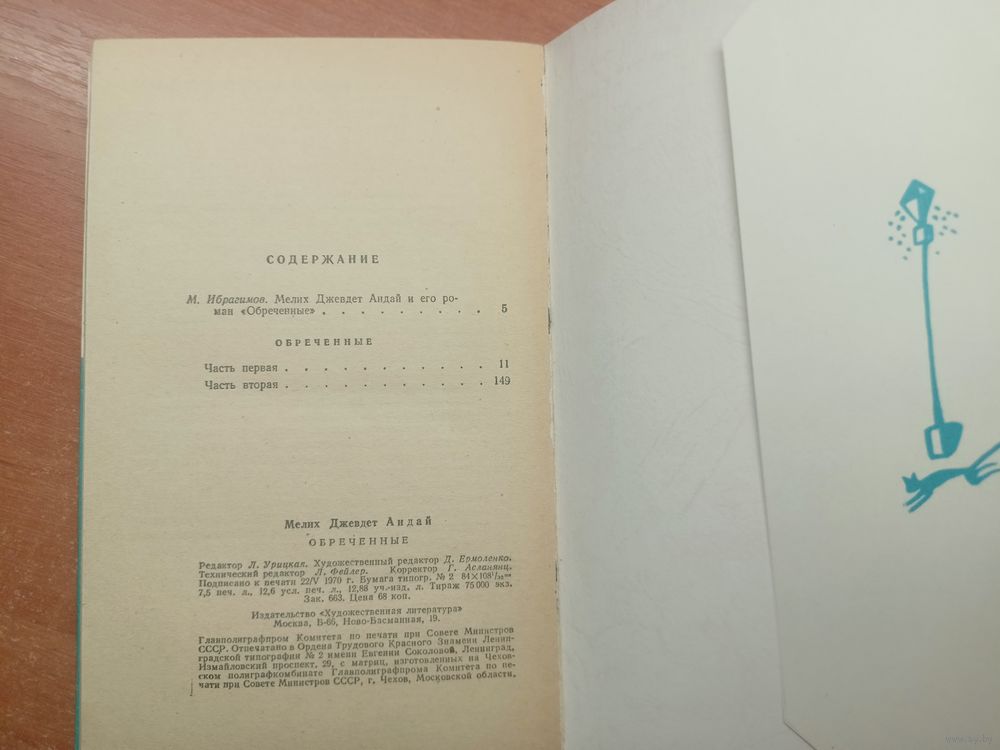 СОДЕРЖАНИЕ
М. Ибрагимов. Мелих Джевдет Андай и его ро-
ман «Обреченные» . . . . . . . . . 5
ОБРЕЧЕННЫЕ
Часть первая . . . . . . . . . . . 11
Часть вторая . . . . . . . . . . . 149
Мелих Джевдет Андай
ОБРЕЧЕННЫЕ
Редактор Л. Урицкая. Художественный редактор Д. Ермоленко.
Технический редактор Л. Фейлер. Корректор Г. Асланянц.
Подписано к печати 22/V 1970 г. Бумага типогр. № 2 84×108¹/₃₂=
7,5 печ. л., 12,6 усл. печ. л., 12,88 уч.-изд. л. Тираж 75 000 экз.
Зак. 663. Цена 68 коп.
Издательство «Художественная литература»
Москва, Б-66, Ново-Басманная, 19.
Главполиграфпром Комитета по печати при Совете Министров
СССР. Отпечатано в Ордена Трудового Красного Знамени Ленин-
градской типографии № 2 имени Евгении Соколовой, Ленинград,
Измайловский проспект, 29, с матриц, изготовленных на Чехов-
ском полиграфкомбинате Главполиграфпрома Комитета по пе-
чати при Совете Министров СССР, г. Чехов, Московской области.